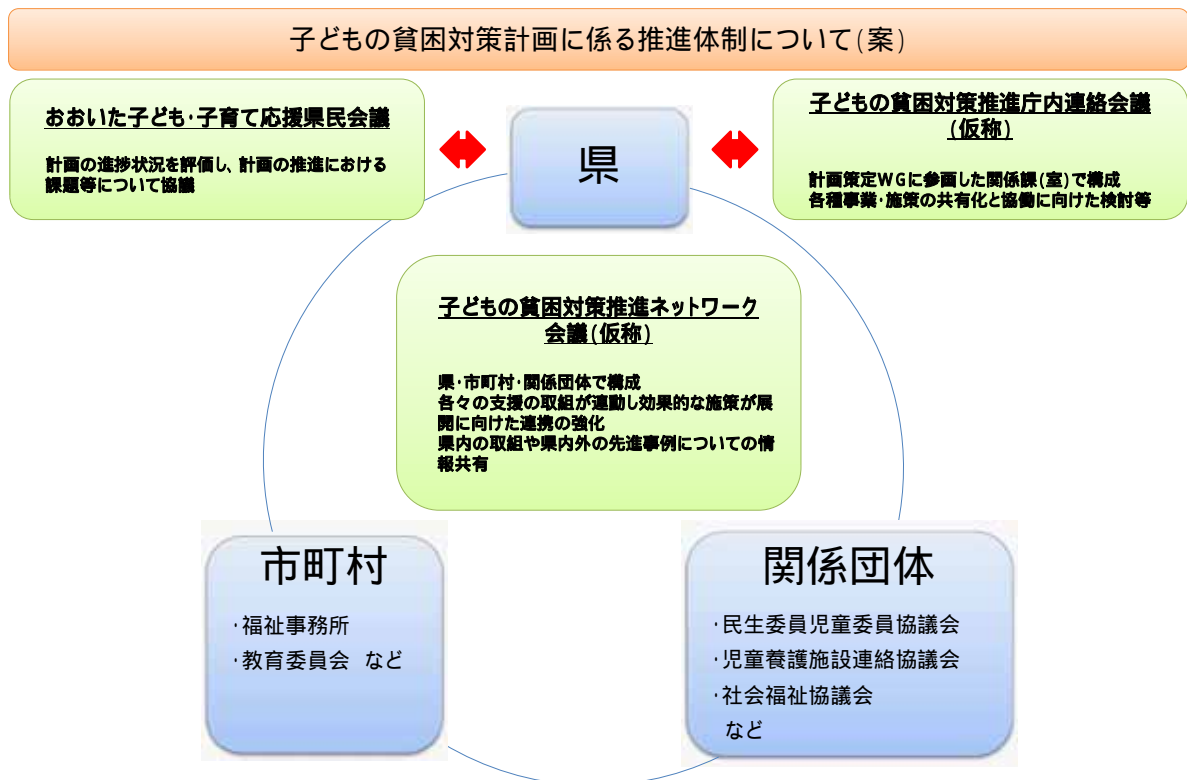 子どもの貧困対策計画に係る推進体制について(案)
おおいた子ども・子育て応援県民会議
計画の進捗状況を評価し、計画の推進における
課題等について協議
県
子どもの貧困対策推進庁内連絡会議
(仮称)
計画策定WGに参画した関係課(室)で構成
各種事業・施策の共有化と協働に向けた検討等
子どもの貧困対策推進ネットワーク
会議(仮称)
県・市町村・関係団体で構成
各々の支援の取組が連動し効果的な施策が展
開に向けた連携の強化
県内の取組や県内外の先進事例についての情
報共有
市町村
・福祉事務所
・教育委員会 など
関係団体
・民生委員児童委員協議会
・児童養護施設連絡協議会
・社会福祉協議会
など